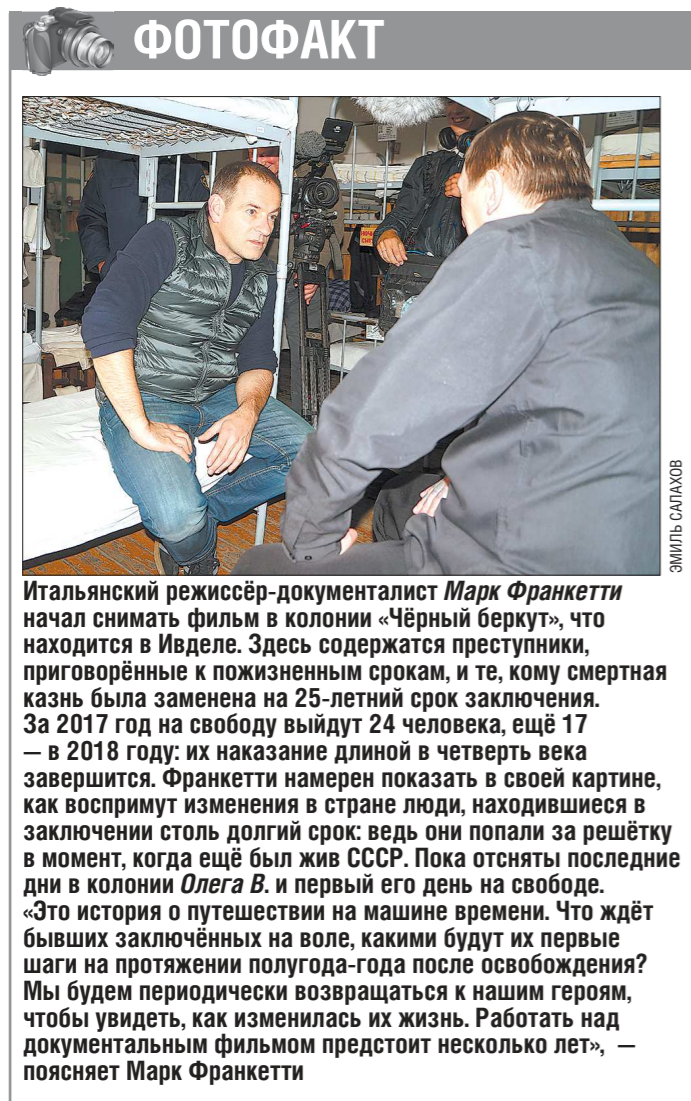 ФОТОФАКТ
ЭМИЛЬ САЛАХОВ
Итальянский режиссёр-документалист Марк Франкетти
начал снимать фильм в колонии «Чёрный беркут», что
находится в Ивделе. Здесь содержатся преступники,
приговорённые к пожизненным срокам, и те, кому смертная
казнь была заменена на 25-летний срок заключения.
За 2017 год на свободу выйдут 24 человека, ещё 17
— в 2018 году: их наказание длиной в четверть века
завершится. Франкетти намерен показать в своей картине,
как воспримут изменения в стране люди, находившиеся в
заключении столь долгий срок: ведь они попали за решётку
в момент, когда ещё был жив СССР. Пока отсняты последние
дни в колонии Олега В. и первый его день на свободе.
«Это история о путешествии на машине времени. Что ждёт
бывших заключённых на воле, какими будут их первые
шаги на протяжении полугода-года после освобождения?
Мы будем периодически возвращаться к нашим героям,
чтобы увидеть, как изменилась их жизнь. Работать над
документальным фильмом предстоит несколько лет», —
поясняет Марк Франкетти